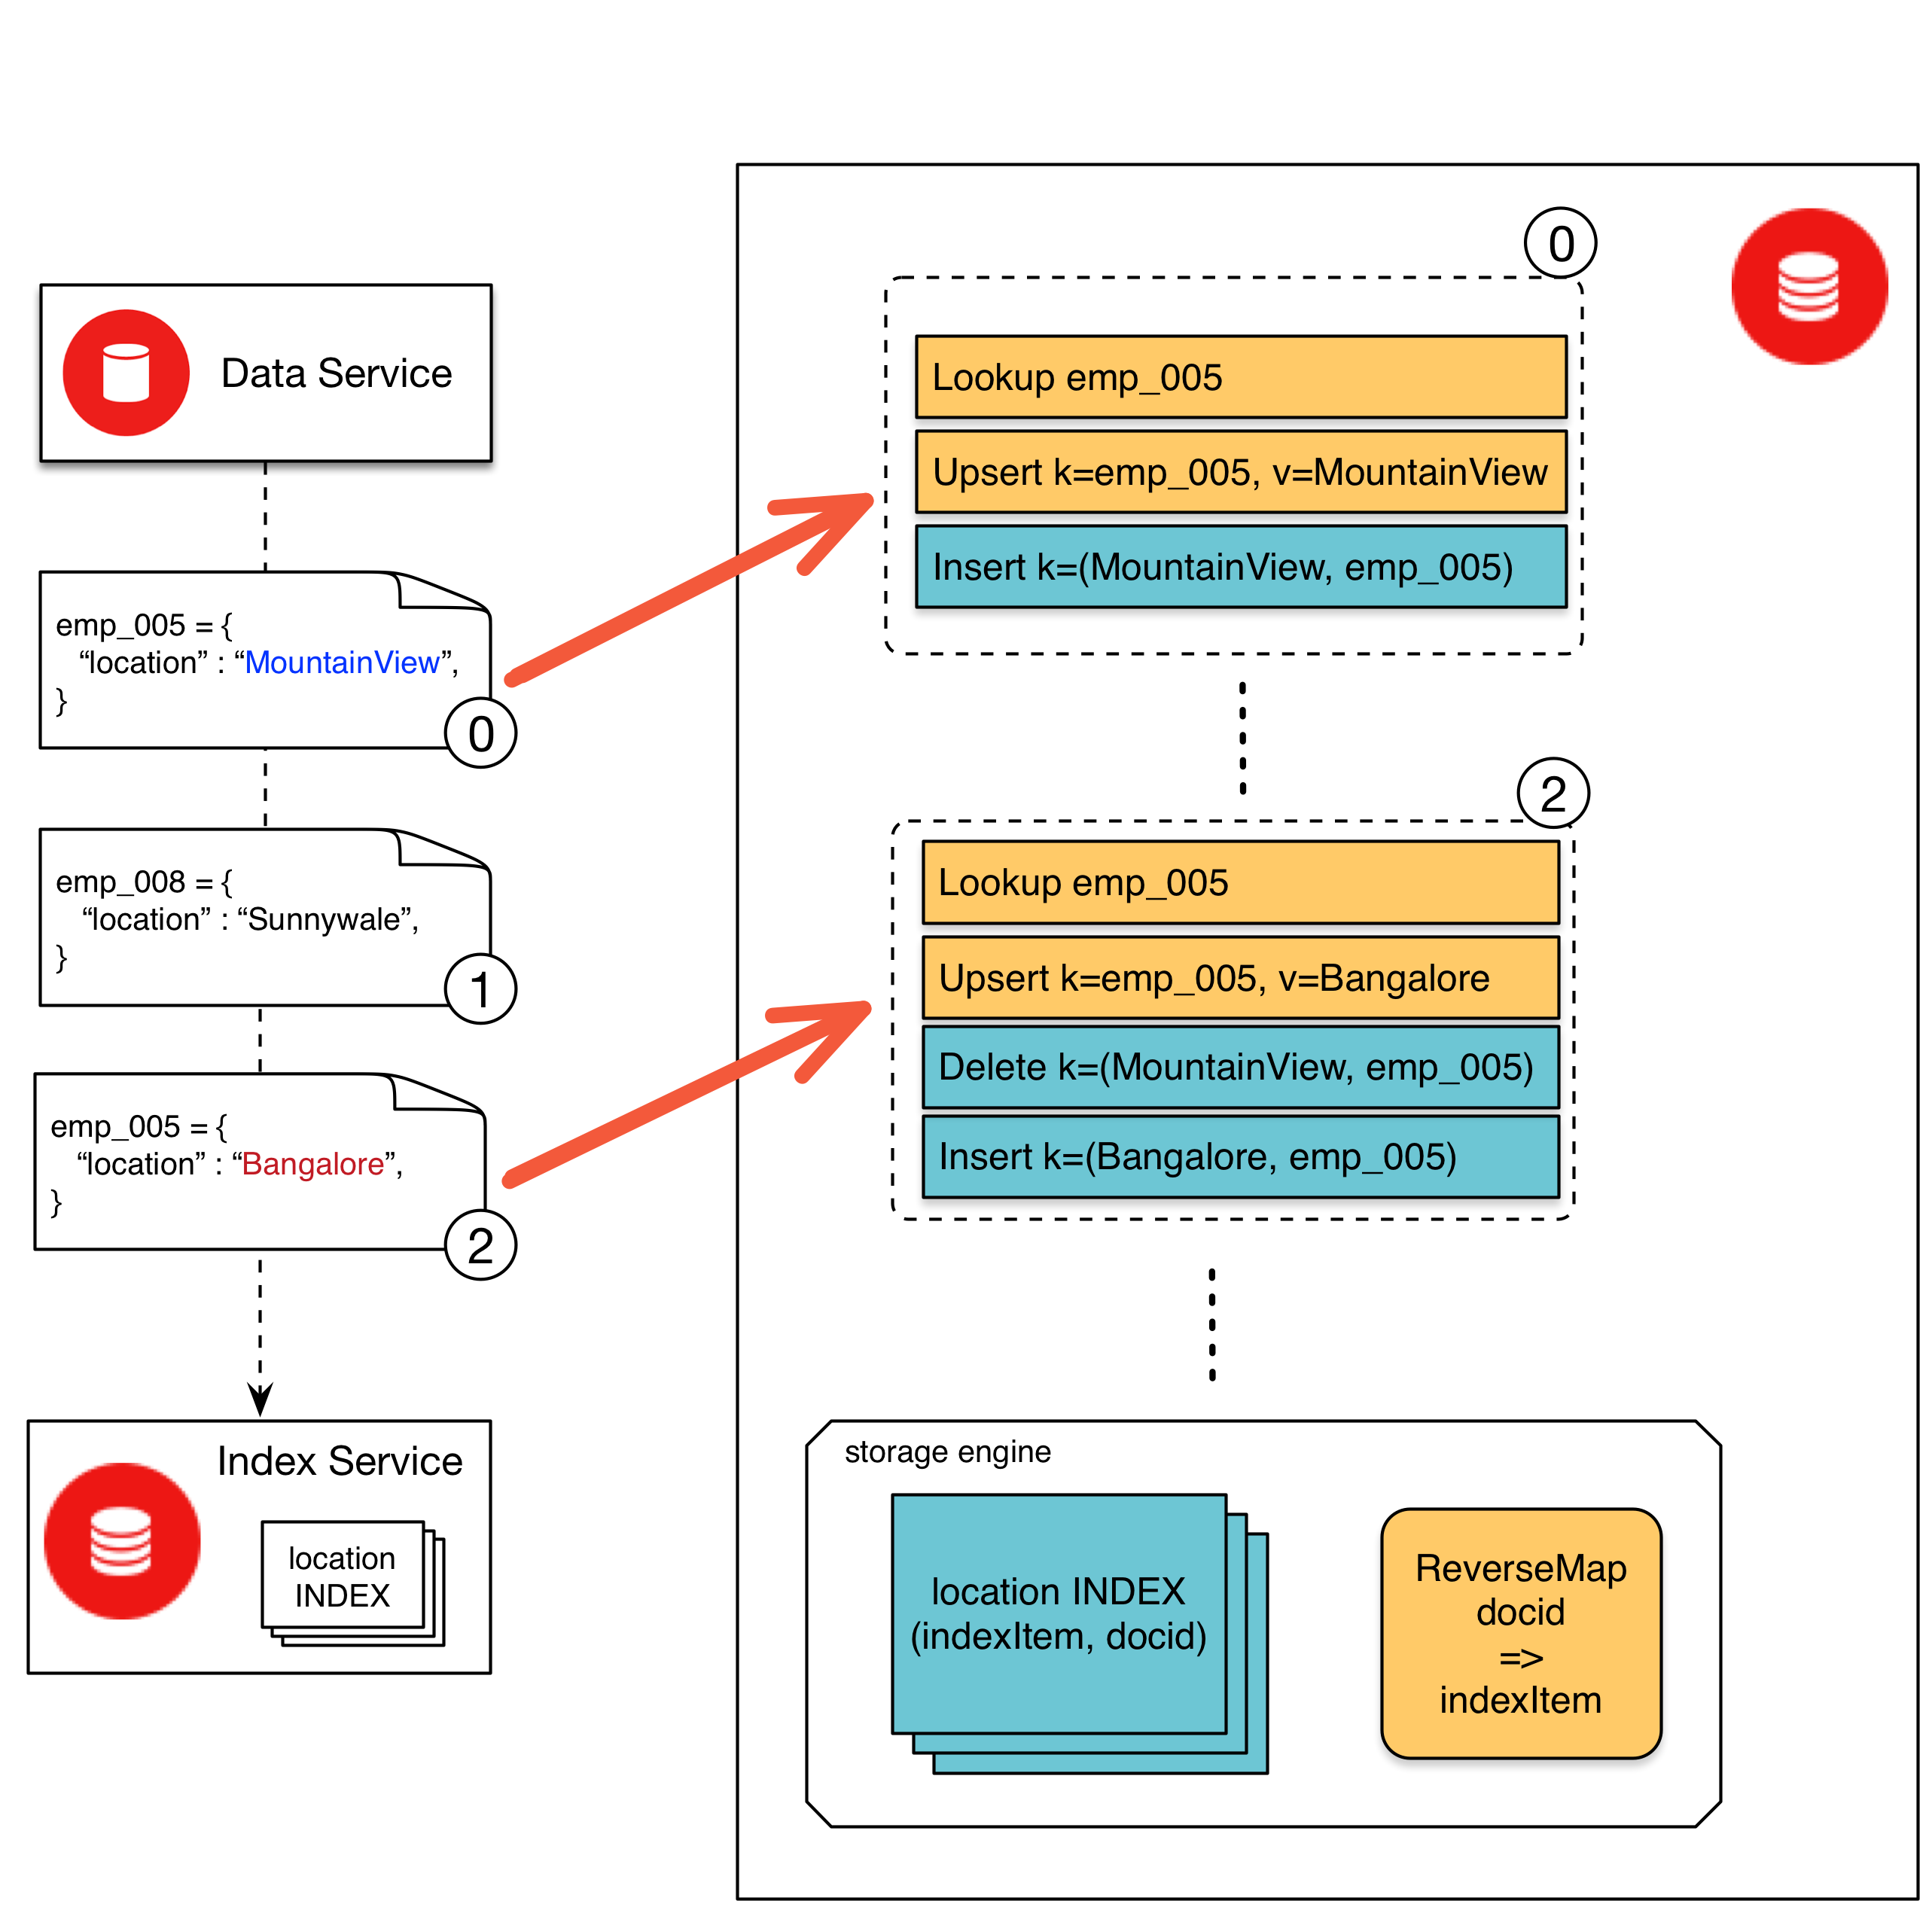 Data Service
emp_005 = {
“location” : “MountainView”,
}
0
emp_008 = {
“location” : “Sunnywale”,
}
1
emp_005 = {
“location” : “Bangalore”,
}
2
Index Service
location
INDEX
0
Lookup emp_005
Upsert k=emp_005, v=MountainView
Insert k=(MountainView, emp_005)
2
Lookup emp_005
Upsert k=emp_005, v=Bangalore
Delete k=(MountainView, emp_005)
Insert k=(Bangalore, emp_005)
storage engine
location INDEX
(indexItem, docid)
ReverseMap
docid
=>
indexItem